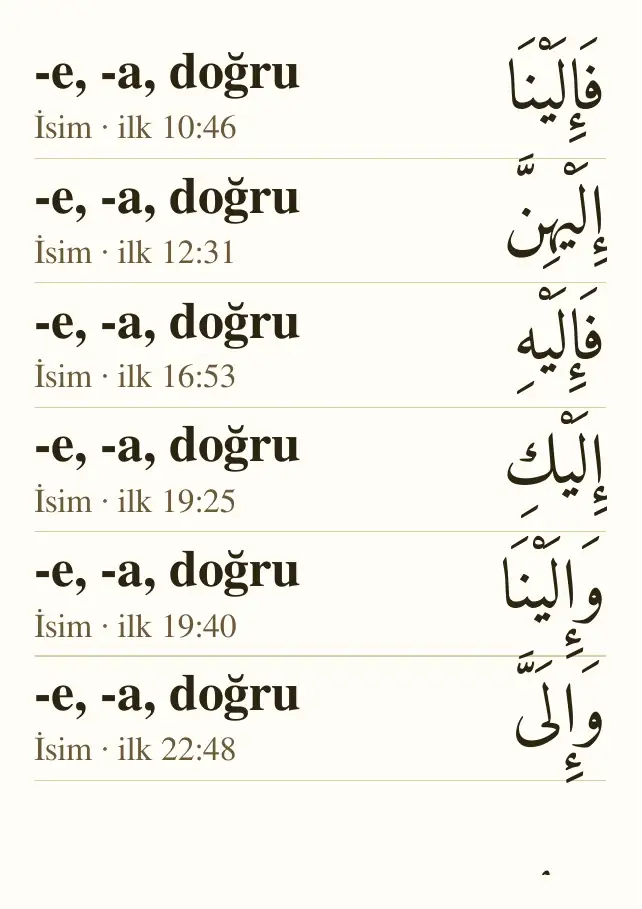 -e, -a, doğru فَإِلَيْنَا
İsim · ilk 10:46
-e, -a, doğru إِلَيْهِنَّ
İsim · ilk 12:31
-e, -a, doğru فَإِلَيْهِ
İsim · ilk 16:53
-e, -a, doğru إِلَيْكِ
İsim · ilk 19:25
-e, -a, doğru وَإِلَيْنَا
İsim · ilk 19:40
-e, -a, doğru وَإِلَىَّ
İsim · ilk 22:48